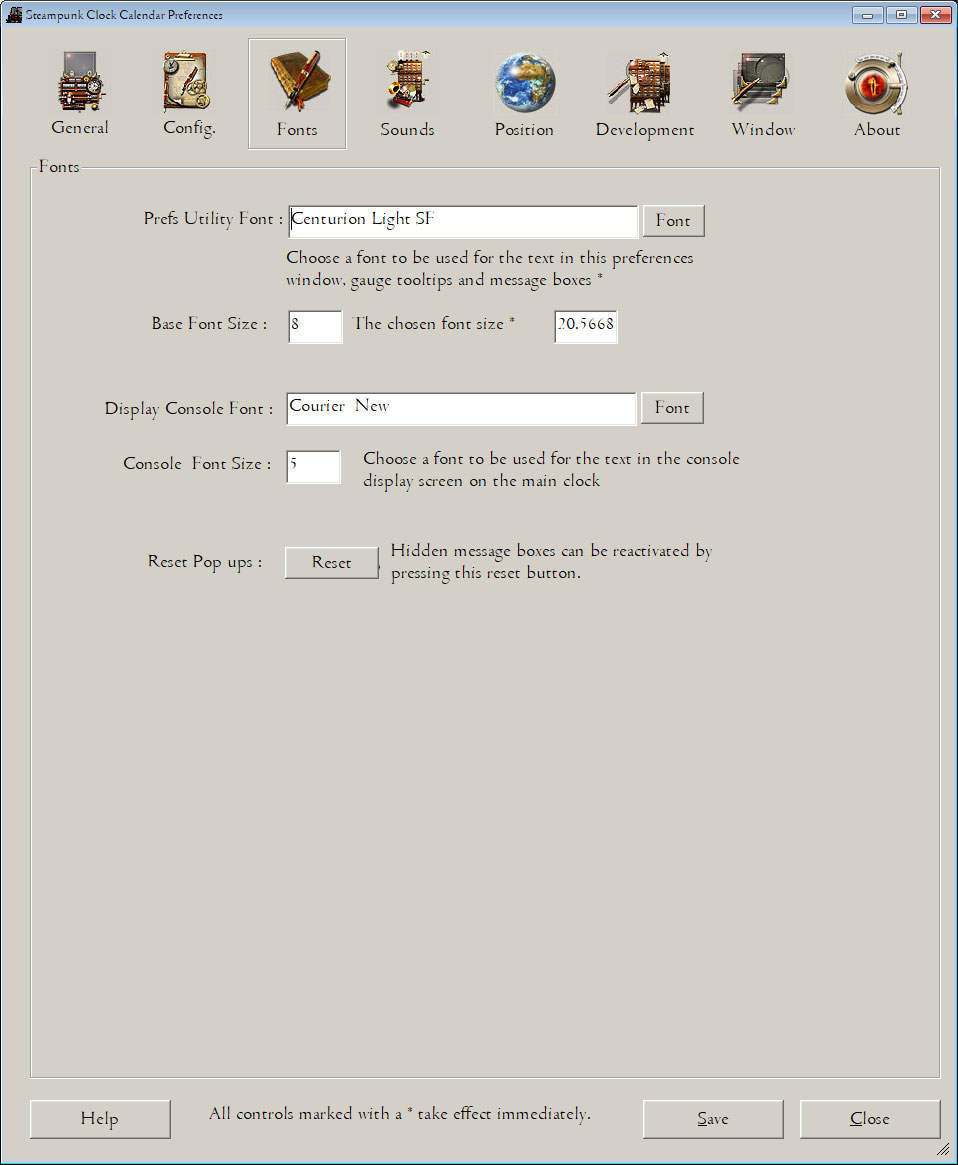 Steampunk Clock Calendar Preferences
General Config. Fonts Sounds Position Development Window About
Fonts
Prefs Utility Font : Centurion Light SF Font
Choose a font to be used for the text in this preferences
window, gauge tooltips and message boxes *
Base Font Size : 8 The chosen font size * 20.5668
Display Console Font : Courier New Font
Console Font Size : 5 Choose a font to be used for the text in the console
display screen on the main clock
Reset Pop ups : Reset Hidden message boxes can be reactivated by
pressing this reset button.
Help All controls marked with a * take effect immediately. Save Close